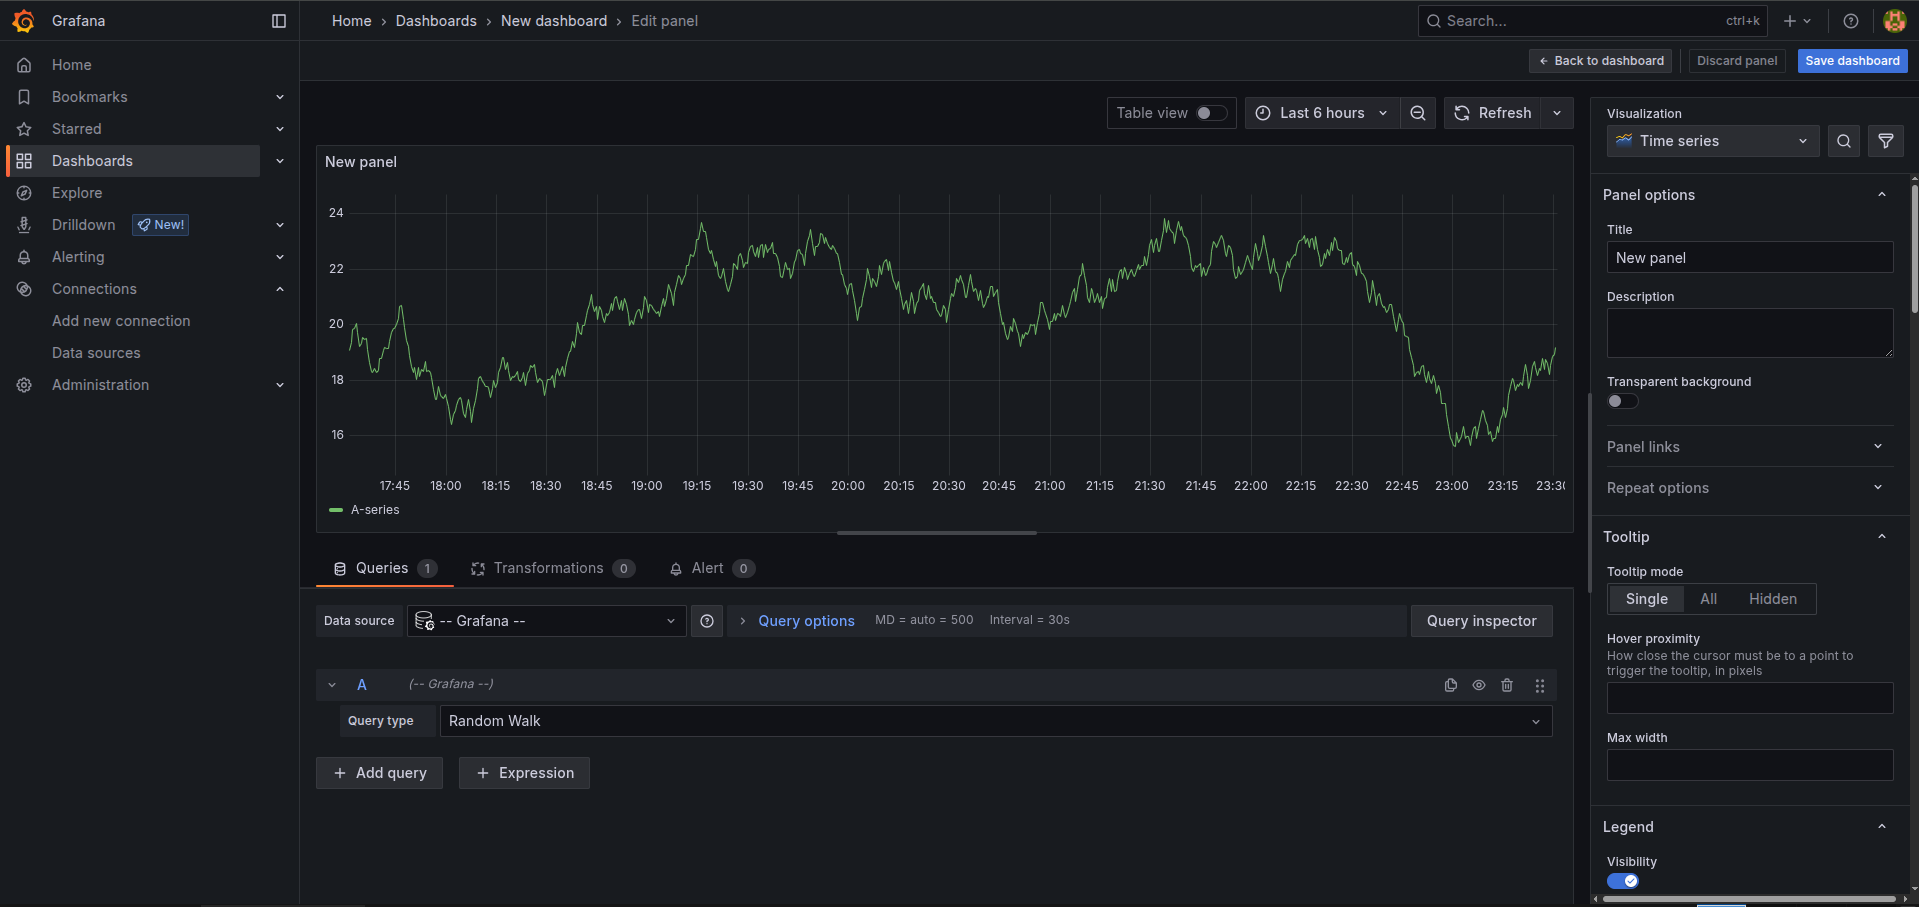 Grafana
Home
Bookmarks
Starred
Dashboards
Explore
Drilldown
New!
Alerting
Connections
Add new connection
Data sources
Administration
Home › Dashboards › New dashboard › Edit panel
Search...
ctrl+k
Back to dashboard
Discard panel
Save dashboard
Table view
Last 6 hours
Refresh
New panel
24
22
20
18
16
17:45 18:00 18:15 18:30 18:45 19:00 19:15 19:30 19:45 20:00 20:15 20:30 20:45 21:00 21:15 21:30 21:45 22:00 22:15 22:30 22:45 23:00 23:15 23:30
A-series
Queries 1
Transformations 0
Alert 0
Data source
-- Grafana --
Query options
MD = auto = 500
Interval = 30s
Query inspector
A
(-- Grafana --)
Query type
Random Walk
Add query
Expression
Visualization
Time series
Panel options
Title
New panel
Description
Transparent background
Panel links
Repeat options
Tooltip
Tooltip mode
Single
All
Hidden
Hover proximity
How close the cursor must be to a point to
trigger the tooltip, in pixels
Max width
Legend
Visibility